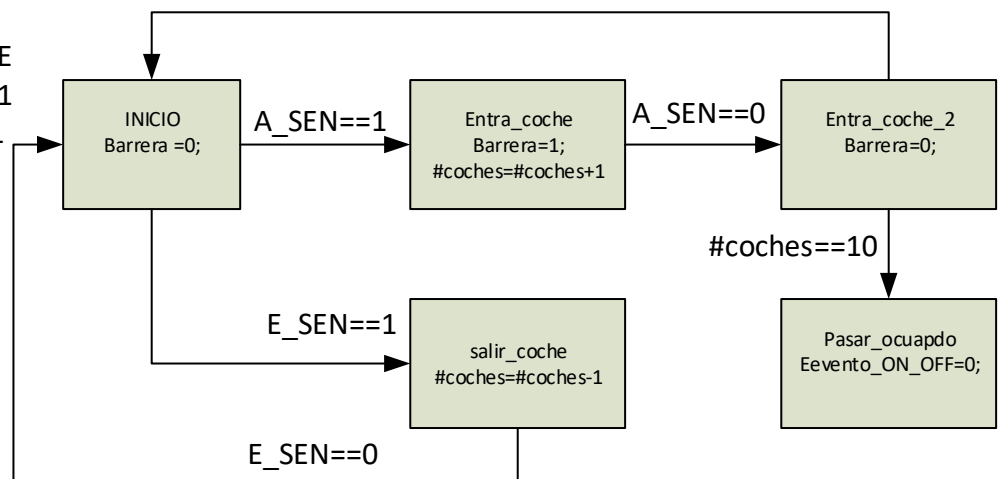 E
1
INICIO
Barrera =0;
A_SEN==1
Entra_coche
Barrera=1;
#coches=#coches+1
A_SEN==0
Entra_coche_2
Barrera=0;
#coches==10
E_SEN==1
salir_coche
#coches=#coches-1
Pasar_ocuapdo
Eevento_ON_OFF=0;
E_SEN==0